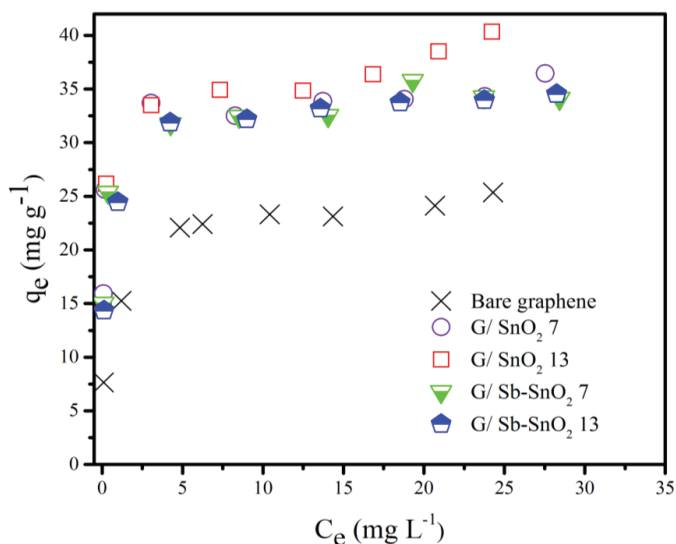 40
35
30
25
20
15
10
5
0
qe (mg g-1)
Bare graphene
G/ SnO2 7
G/ SnO2 13
G/ Sb-SnO2 7
G/ Sb-SnO2 13
0 5 10 15 20 25 30 35
Ce (mg L-1)